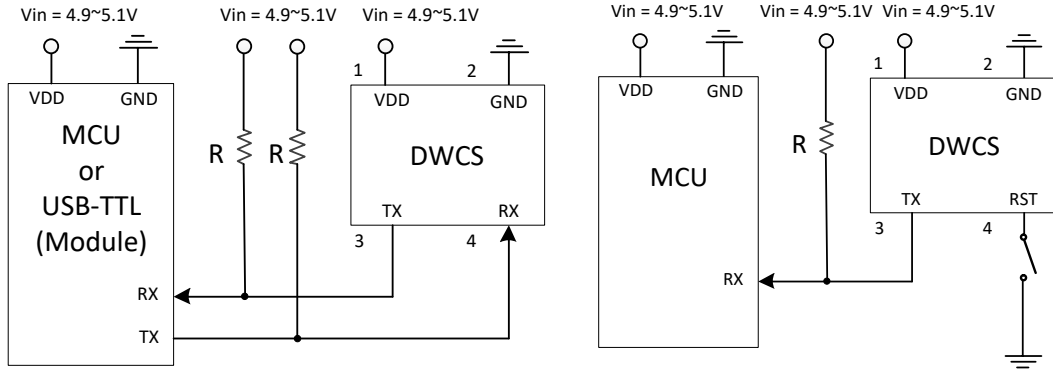 Vin = 4.9~5.1V
Vin = 4.9~5.1V
Vin = 4.9~5.1V
1
2
VDD
GND
MCU
or
USB-TTL
(Module)
RX
TX
R
R
VDD
GND
DWCS
TX
RX
3
4
Vin = 4.9~5.1V
Vin = 4.9~5.1V
Vin = 4.9~5.1V
1
2
VDD
GND
MCU
RX
R
VDD
GND
DWCS
TX
RST
3
4